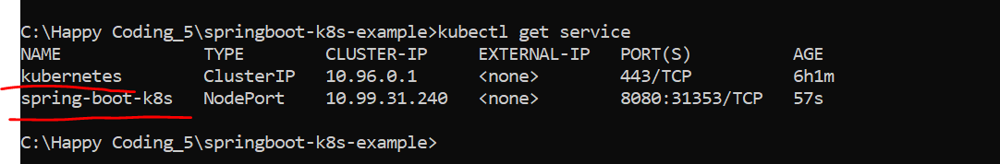 C:\Happy Coding_5\springboot-k8s-example>kubectl get service
NAME TYPE CLUSTER-IP EXTERNAL-IP PORT(S) AGE
kubernetes ClusterIP 10.96.0.1 <none> 443/TCP 6h1m
spring-boot-k8s NodePort 10.99.31.240 <none> 8080:31353/TCP 57s
C:\Happy Coding_5\springboot-k8s-example>